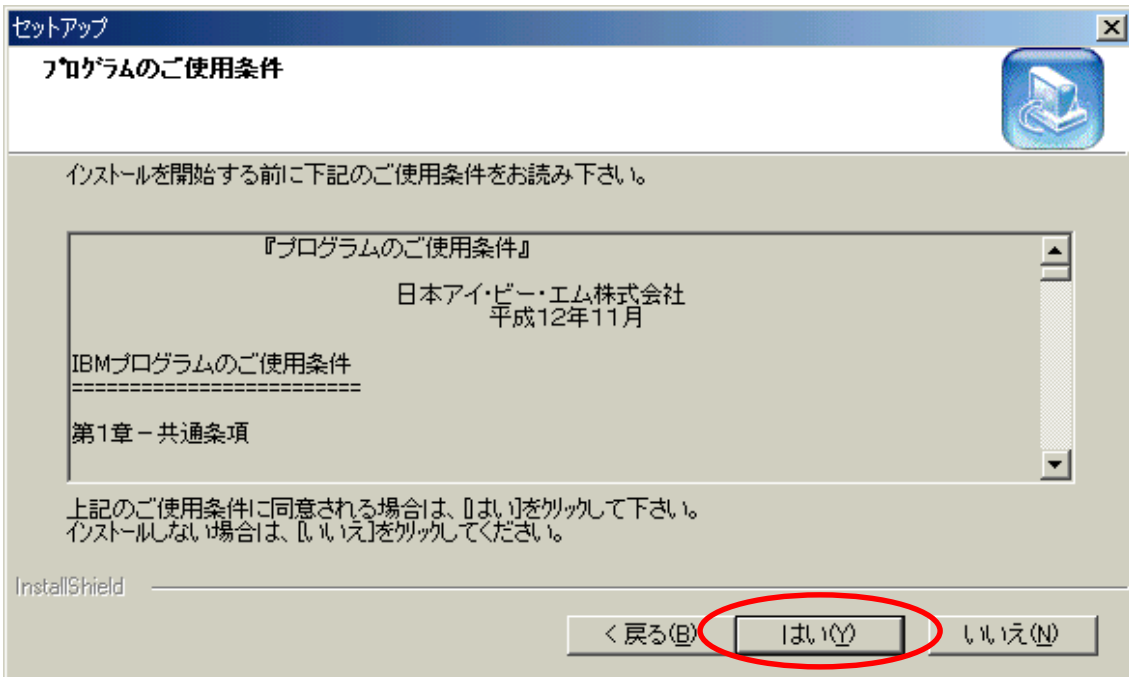 セットアップ
プログラムのご使用条件
インストールを開始する前に下記のご使用条件をお読み下さい。
『プログラムのご使用条件』
日本アイ・ビー・エム株式会社
平成12年11月
IBMプログラムのご使用条件
=========================
第1章－共通条項
上記のご使用条件に同意される場合は、[はい]をクリックして下さい。
インストールしない場合は、[いいえ]をクリックしてください。
InstallShield
< 戻る(B)
はい(Y)
いいえ(N)